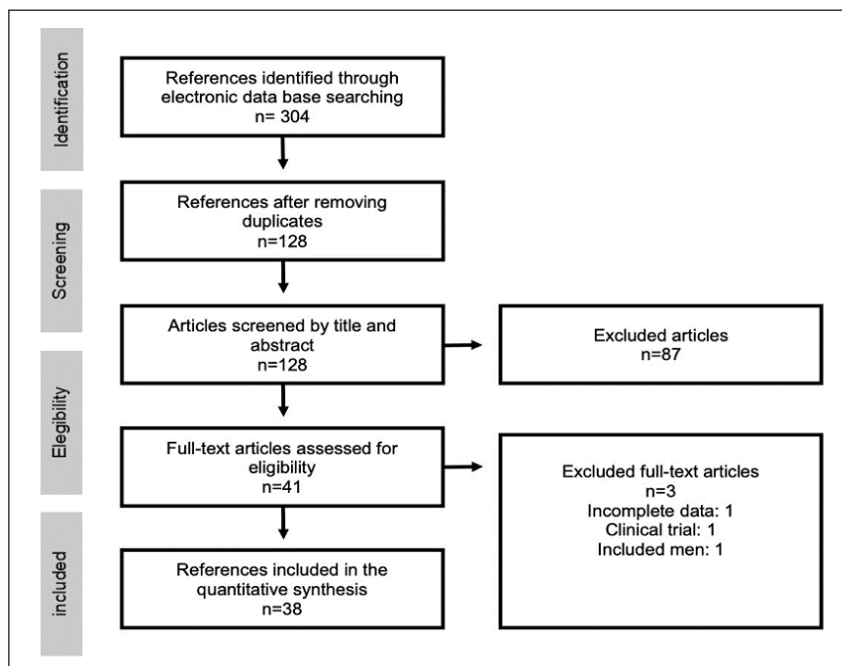 Identification
References identified through
electronic data base searching
n= 304
Screening
References after removing
duplicates
n=128
Articles screened by title and
abstract
n=128
Excluded articles
n=87
Elegibility
Full-text articles assessed for
eligibility
n=41
Excluded full-text articles
n=3
Incomplete data: 1
Clinical trial: 1
Included men: 1
included
References included in the
quantitative synthesis
n=38